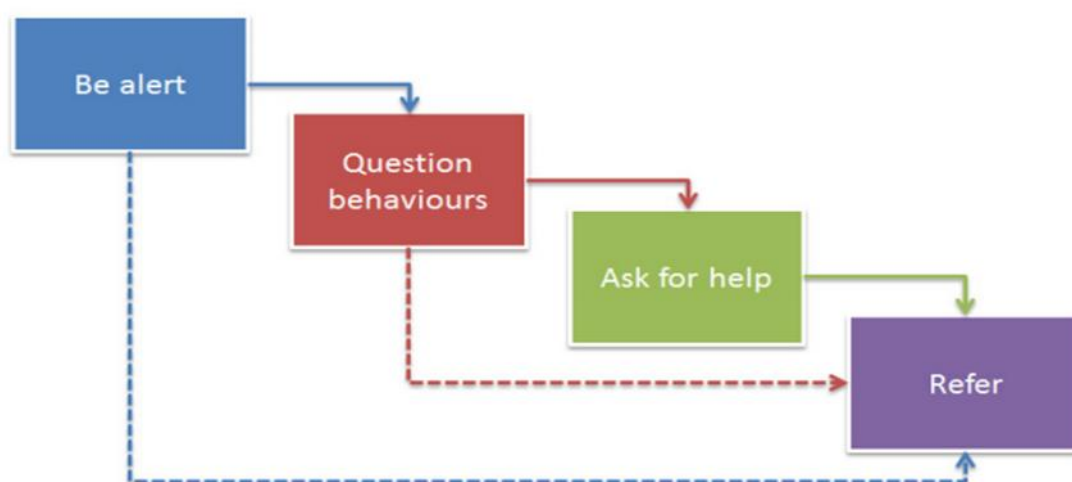 Be alert
Question
behaviours
Ask for help
Refer